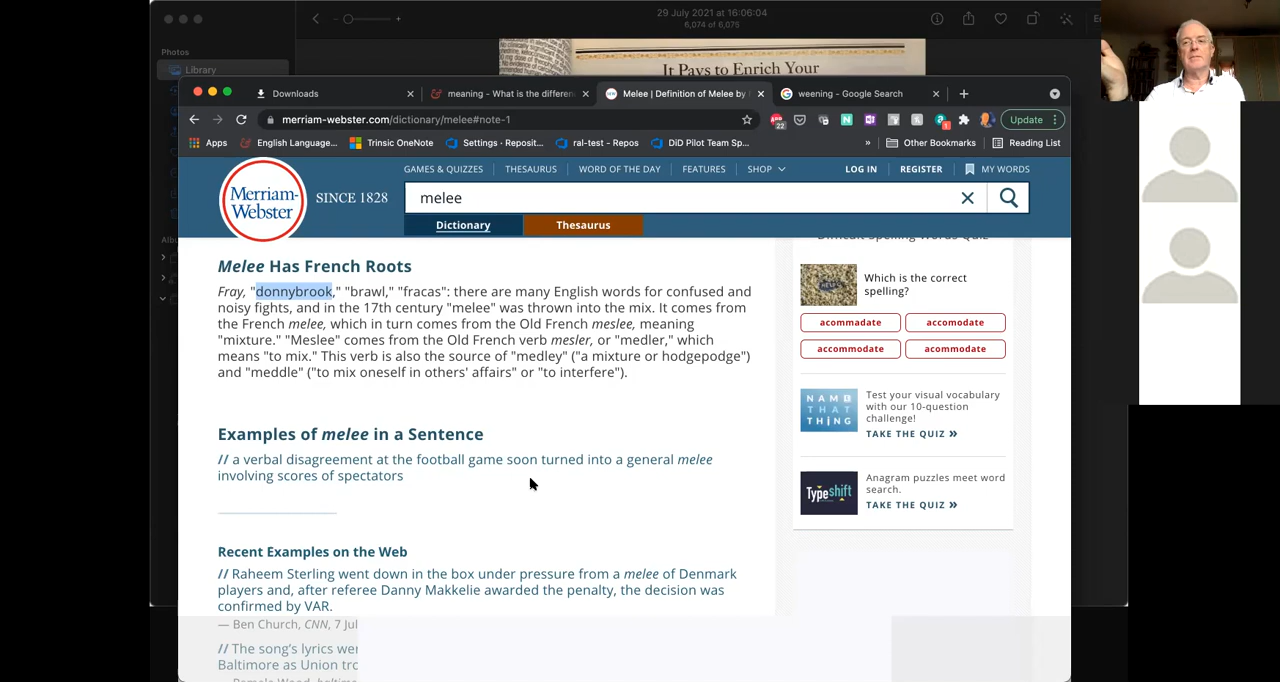 29 July 2021 at 16:06:04
6,074 of 6,075
Photos
Library
It Pays to Enrich Your
Downloads
meaning - What is the differen
Melee | Definition of Melee by
weening - Google Search
merriam-webster.com/dictionary/melee#note-1
22
1
Update
Apps
English Language...
Trinsic OneNote
Settings · Reposit...
ral-test - Repos
DiD Pilot Team Sp...
»
Other Bookmarks
Reading List
GAMES & QUIZZES
THESAURUS
WORD OF THE DAY
FEATURES
SHOP
LOG IN
REGISTER
MY WORDS
Merriam-
Webster
SINCE 1828
melee
Dictionary
Thesaurus
Melee Has French Roots
Fray, "donnybrook," "brawl," "fracas": there are many English words for confused and
noisy fights, and in the 17th century "melee" was thrown into the mix. It comes from
the French melee, which in turn comes from the Old French meslee, meaning
"mixture." "Meslee" comes from the Old French verb mesler, or "medler," which
means "to mix." This verb is also the source of "medley" ("a mixture or hodgepodge")
and "meddle" ("to mix oneself in others' affairs" or "to interfere").
Examples of melee in a Sentence
// a verbal disagreement at the football game soon turned into a general melee
involving scores of spectators
Recent Examples on the Web
// Raheem Sterling went down in the box under pressure from a melee of Denmark
players and, after referee Danny Makkelie awarded the penalty, the decision was
confirmed by VAR.
— Ben Church, CNN, 7 Jul
// The song's lyrics wer
Baltimore as Union tro
Difficult Spelling Words Quiz
HELP
Which is the correct
spelling?
acommadate
accomodate
accommodate
acommodate
NAME
THAT
THING
Test your visual vocabulary
with our 10-question
challenge!
TAKE THE QUIZ »
Typeshift
Anagram puzzles meet word
search.
TAKE THE QUIZ »